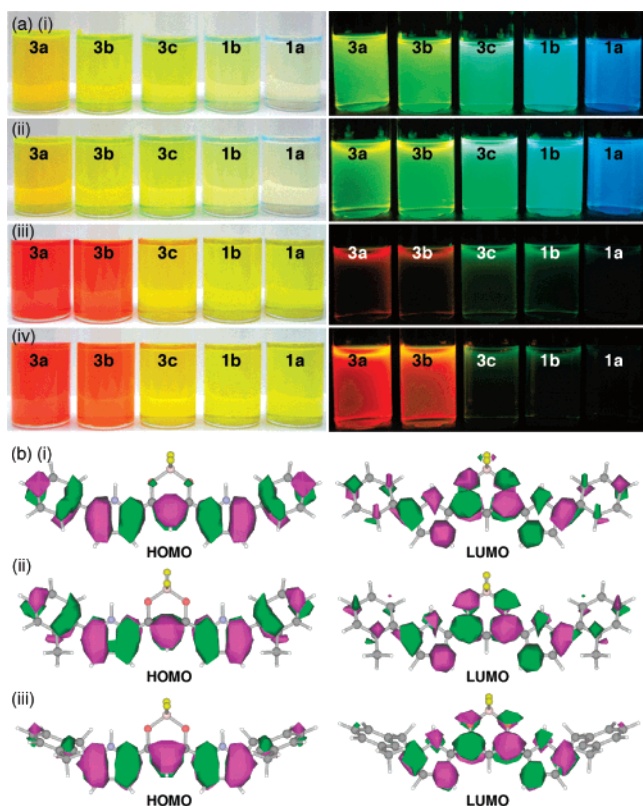 (a) (i)
3a 3b 3c 1b 1a 3a 3b 3c 1b 1a
(ii)
3a 3b 3c 1b 1a 3a 3b 3c 1b 1a
(iii)
3a 3b 3c 1b 1a 3a 3b 3c 1b 1a
(iv)
3a 3b 3c 1b 1a 3a 3b 3c 1b 1a
(b) (i)
HOMO LUMO
(ii)
HOMO LUMO
(iii)
HOMO LUMO